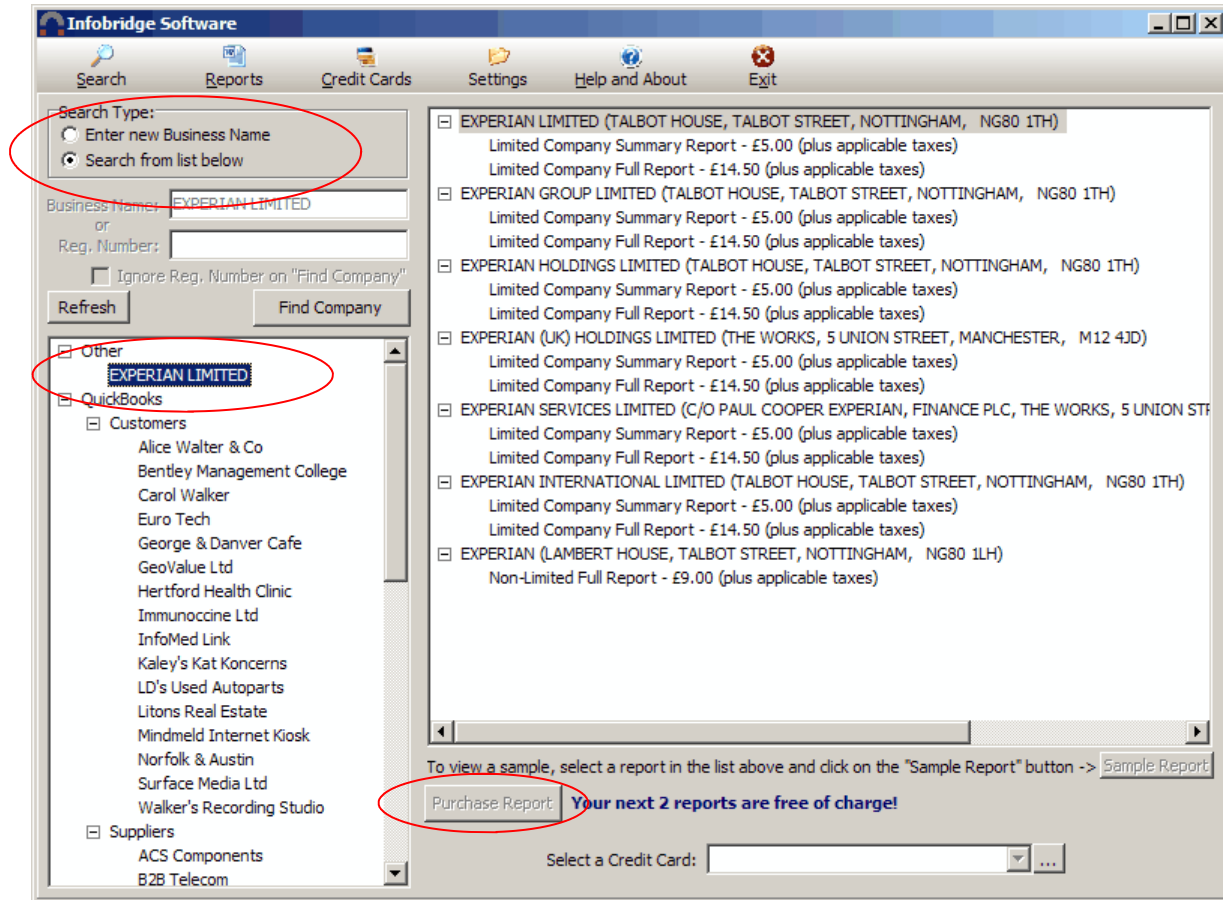 Infobridge Software
Search Reports Credit Cards Settings Help and About Exit
Search Type:
Enter new Business Name
Search from list below
Business Name: EXPERIAN LIMITED
or
Reg. Number:
Ignore Reg. Number on "Find Company"
Refresh Find Company
Other
EXPERIAN LIMITED
QuickBooks
Customers
Alice Walter & Co
Bentley Management College
Carol Walker
Euro Tech
George & Danver Cafe
GeoValue Ltd
Hertford Health Clinic
Immunoccine Ltd
InfoMed Link
Kaley's Kat Koncerns
LD's Used Autoparts
Litons Real Estate
Mindmeld Internet Kiosk
Norfolk & Austin
Surface Media Ltd
Walker's Recording Studio
Suppliers
ACS Components
B2B Telecom
EXPERIAN LIMITED (TALBOT HOUSE, TALBOT STREET, NOTTINGHAM, NG80 1TH)
Limited Company Summary Report - £5.00 (plus applicable taxes)
Limited Company Full Report - £14.50 (plus applicable taxes)
EXPERIAN GROUP LIMITED (TALBOT HOUSE, TALBOT STREET, NOTTINGHAM, NG80 1TH)
Limited Company Summary Report - £5.00 (plus applicable taxes)
Limited Company Full Report - £14.50 (plus applicable taxes)
EXPERIAN HOLDINGS LIMITED (TALBOT HOUSE, TALBOT STREET, NOTTINGHAM, NG80 1TH)
Limited Company Summary Report - £5.00 (plus applicable taxes)
Limited Company Full Report - £14.50 (plus applicable taxes)
EXPERIAN (UK) HOLDINGS LIMITED (THE WORKS, 5 UNION STREET, MANCHESTER, M12 4JD)
Limited Company Summary Report - £5.00 (plus applicable taxes)
Limited Company Full Report - £14.50 (plus applicable taxes)
EXPERIAN SERVICES LIMITED (C/O PAUL COOPER EXPERIAN, FINANCE PLC, THE WORKS, 5 UNION STR
Limited Company Summary Report - £5.00 (plus applicable taxes)
Limited Company Full Report - £14.50 (plus applicable taxes)
EXPERIAN INTERNATIONAL LIMITED (TALBOT HOUSE, TALBOT STREET, NOTTINGHAM, NG80 1TH)
Limited Company Summary Report - £5.00 (plus applicable taxes)
Limited Company Full Report - £14.50 (plus applicable taxes)
EXPERIAN (LAMBERT HOUSE, TALBOT STREET, NOTTINGHAM, NG80 1LH)
Non-Limited Full Report - £9.00 (plus applicable taxes)
To view a sample, select a report in the list above and click on the "Sample Report" button -> Sample Report
Purchase Report Your next 2 reports are free of charge!
Select a Credit Card: ...